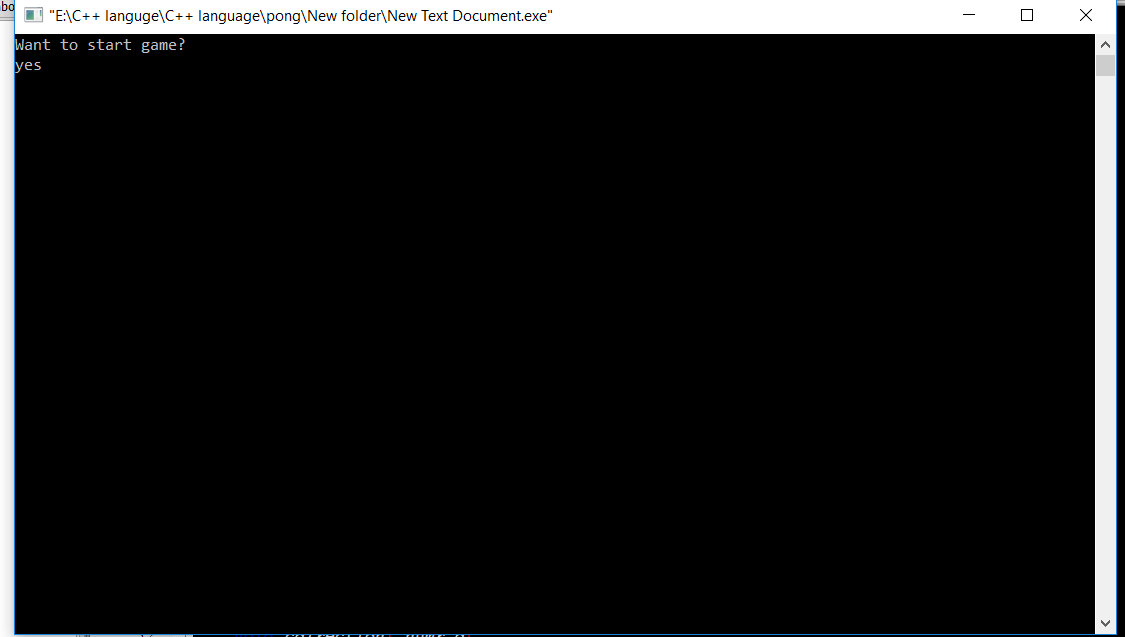 "E:\C++ languge\C++ language\pong\New folder\New Text Document.exe"
Want to start game?
yes